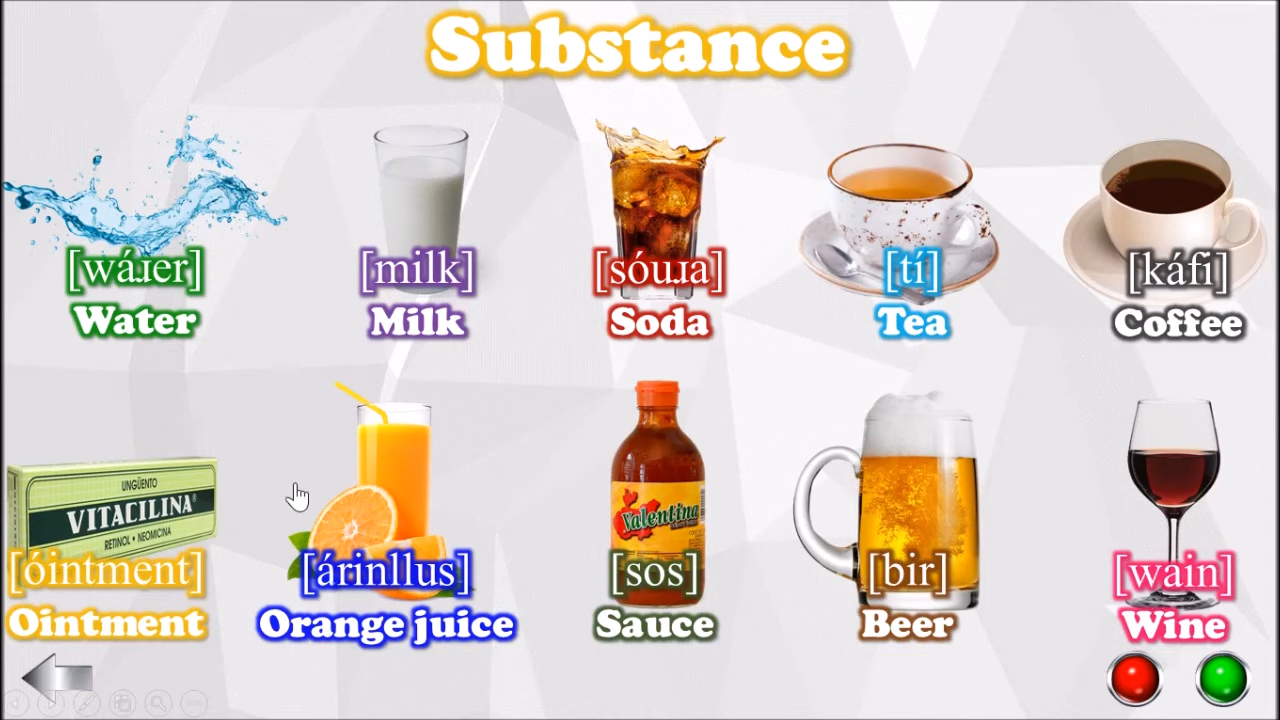 Substance
[wáɹer]
[milk]
[sóuɹa]
[tí]
[káfi]
Water
Milk
Soda
Tea
Coffee
UNGÜENTO
VITACILINA®
RETINOL • NEOMICINA
Valentina
[óintment]
[árinllus]
[sos]
[bir]
[wain]
Ointment
Orange juice
Sauce
Beer
Wine